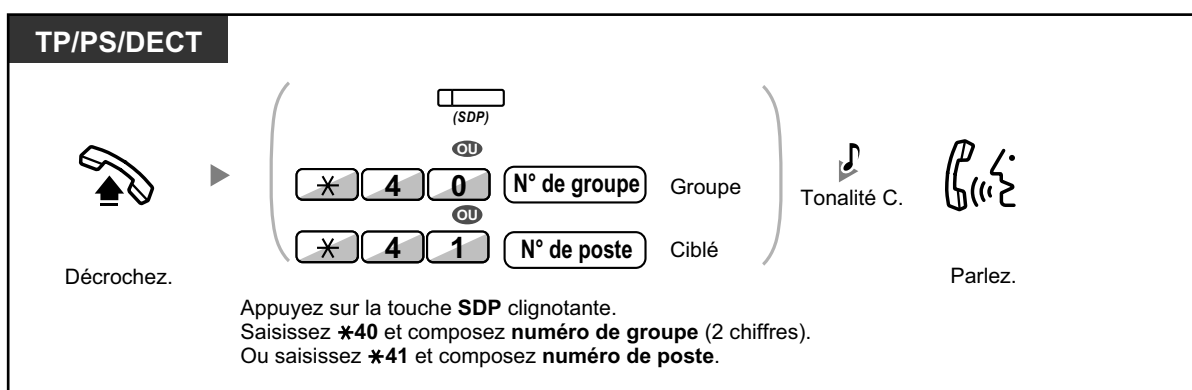 TP/PS/DECT
(SDP)
OU
* 4 0 N° de groupe Groupe
OU
* 4 1 N° de poste Ciblé
Tonalité C.
Décrochez.
Parlez.
Appuyez sur la touche SDP clignotante.
Saisissez *40 et composez numéro de groupe (2 chiffres).
Ou saisissez *41 et composez numéro de poste.